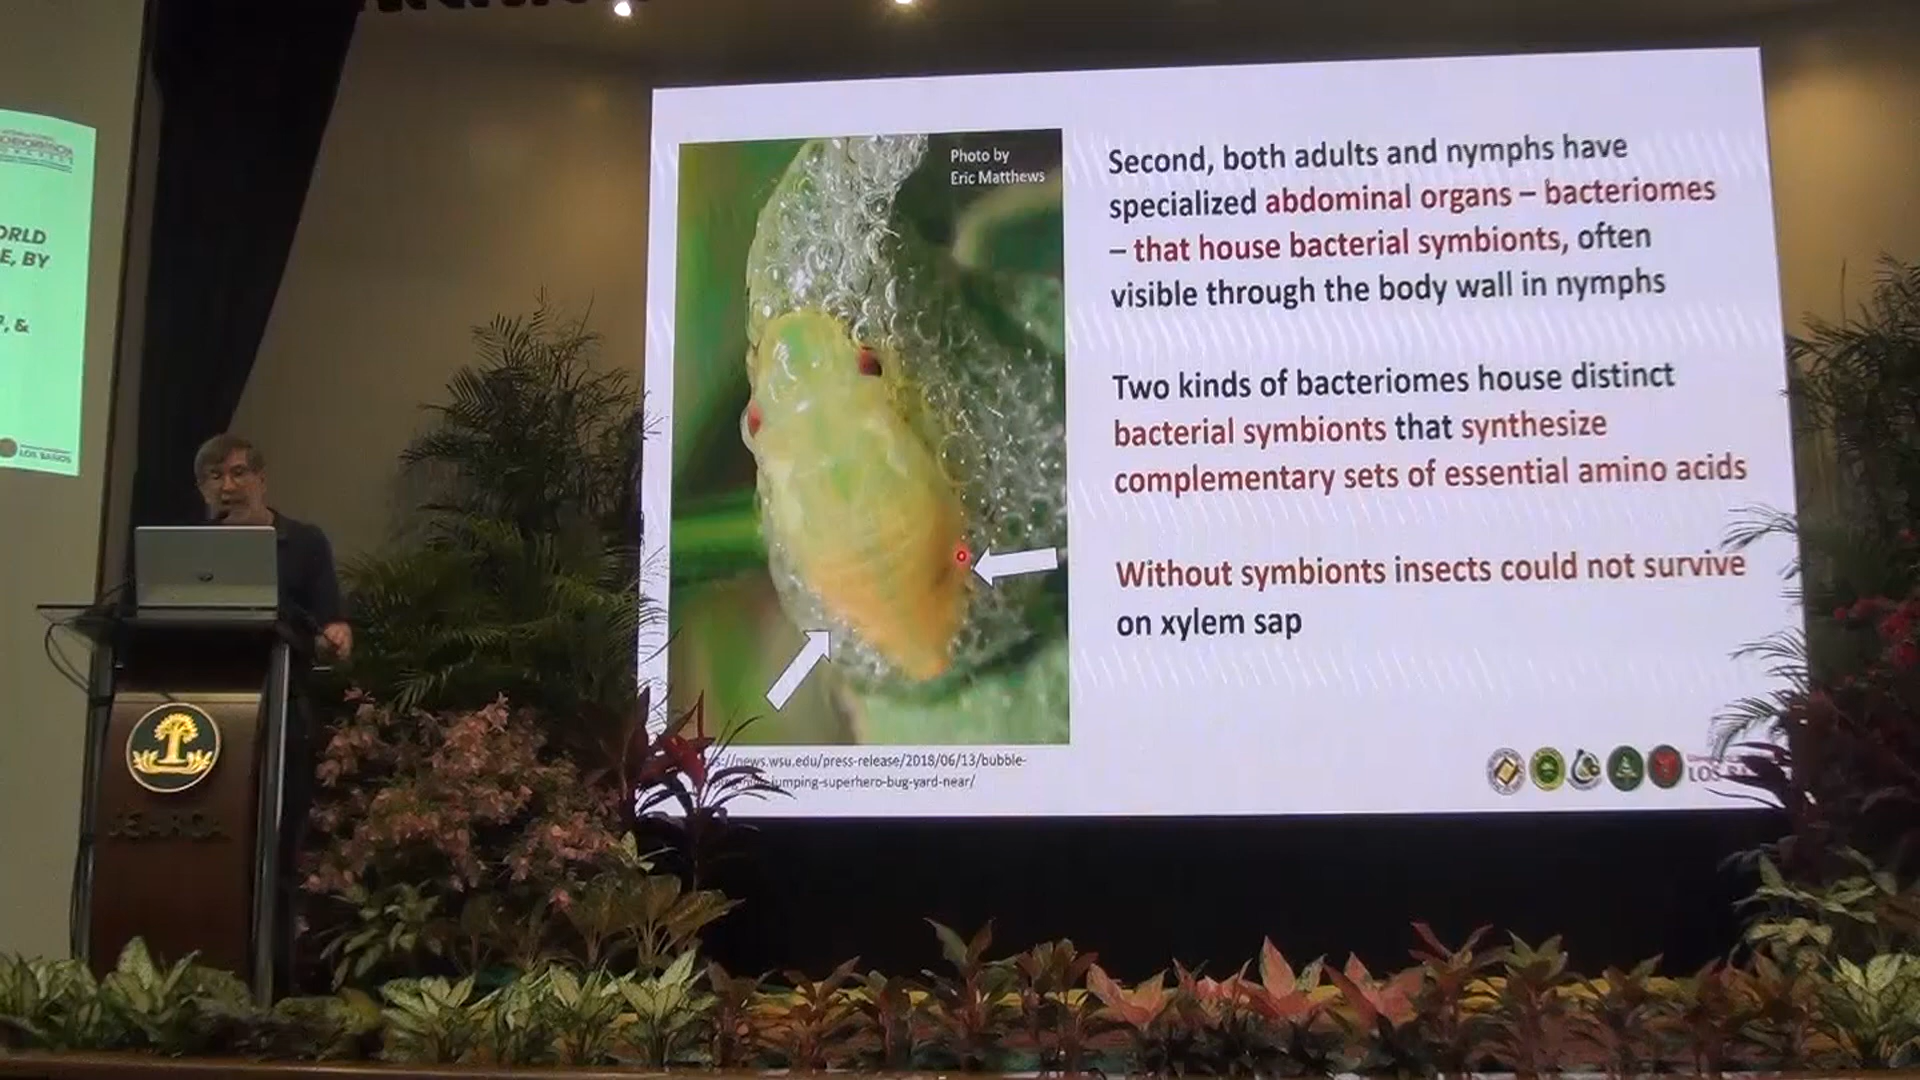 ORLD
E, BY
, &
LOS BAÑOS
Photo by
Eric Matthews
Second, both adults and nymphs have
specialized abdominal organs – bacteriomes
– that house bacterial symbionts, often
visible through the body wall in nymphs
Two kinds of bacteriomes house distinct
bacterial symbionts that synthesize
complementary sets of essential amino acids
Without symbionts insects could not survive
on xylem sap
s://news.wsu.edu/press-release/2018/06/13/bubble-
jumping-superhero-bug-yard-near/
LOS BA
SEARCA